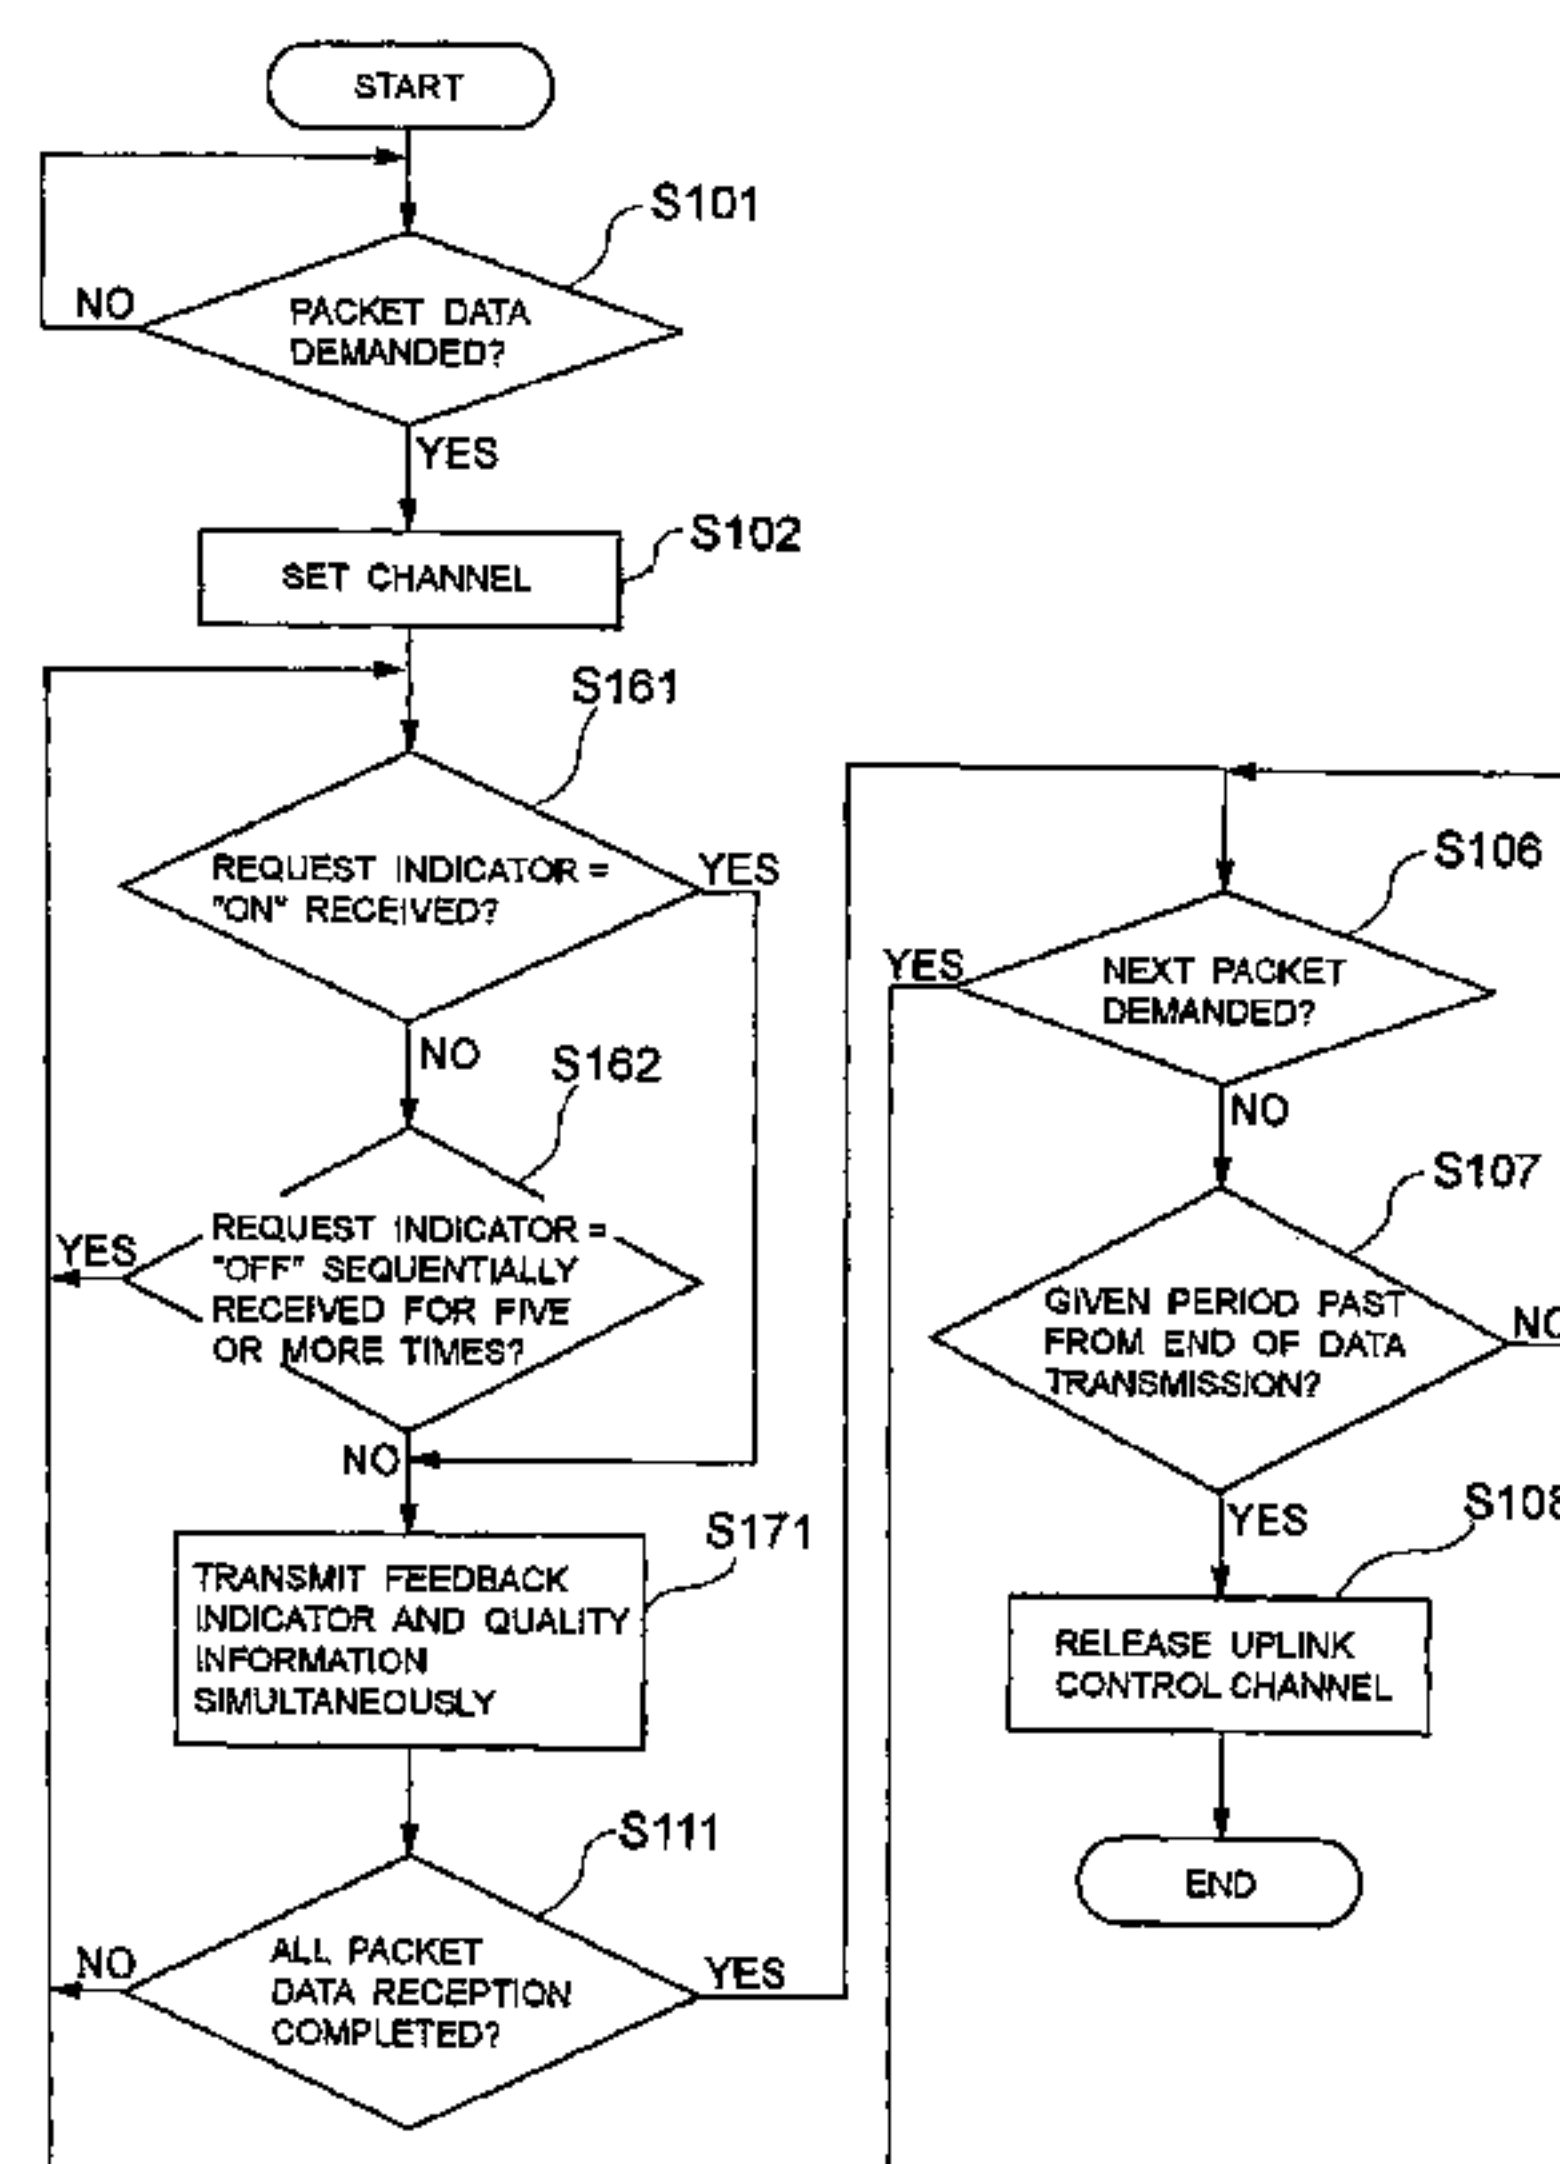 START
S101
NO
PACKET DATA
DEMANDED?
YES
S102
SET CHANNEL
S161
REQUEST INDICATOR =
"ON" RECEIVED?
YES
NO
S162
REQUEST INDICATOR =
"OFF" SEQUENTIALLY
RECEIVED FOR FIVE
OR MORE TIMES?
YES
NO
S171
TRANSMIT FEEDBACK
INDICATOR AND QUALITY
INFORMATION
SIMULTANEOUSLY
S111
ALL PACKET
DATA RECEPTION
COMPLETED?
NO
YES
S106
NEXT PACKET
DEMANDED?
YES
NO
S107
GIVEN PERIOD PAST
FROM END OF DATA
TRANSMISSION?
NO
YES
S108
RELEASE UPLINK
CONTROL CHANNEL
END